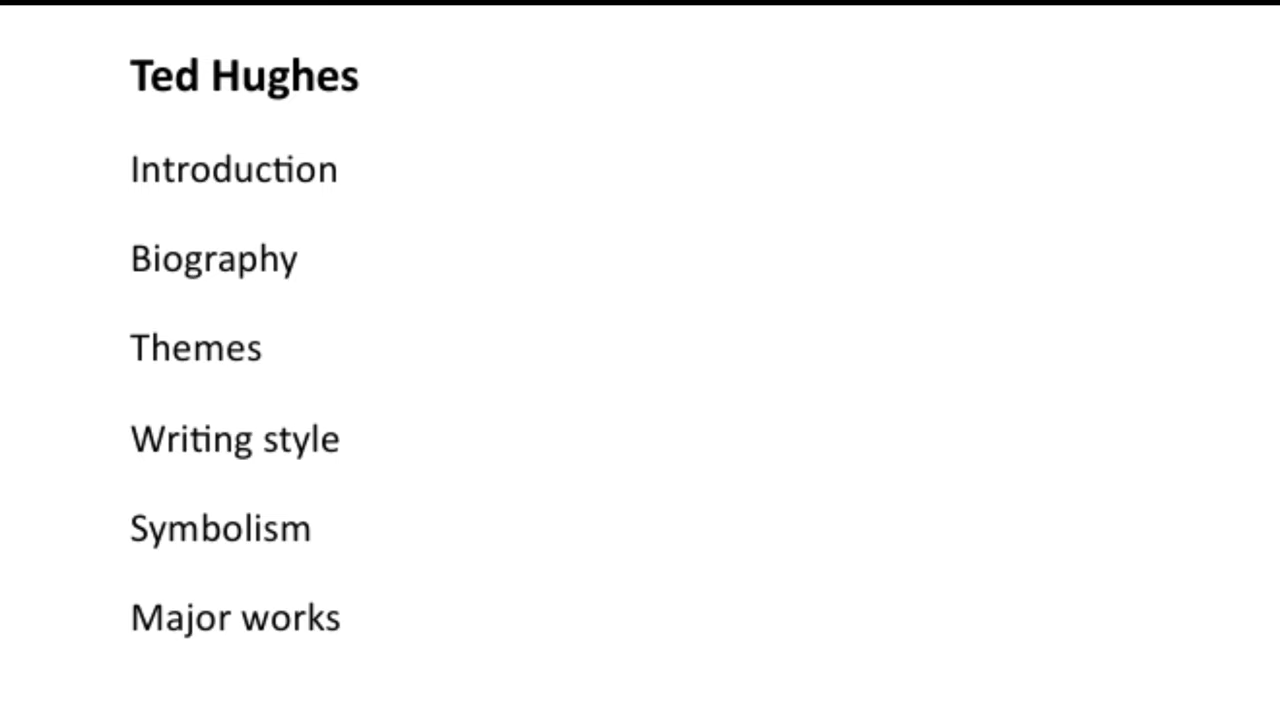 Ted Hughes
Introduction
Biography
Themes
Writing style
Symbolism
Major works